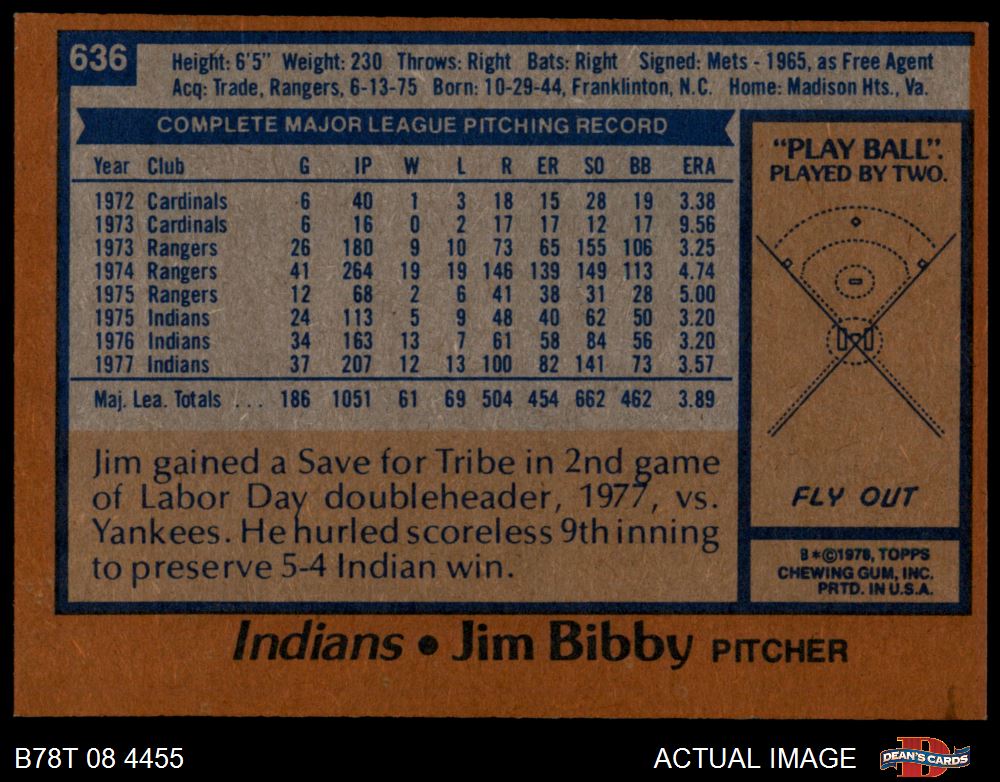 636
Height: 6'5" Weight: 230 Throws: Right Bats: Right Signed: Mets - 1965, as Free Agent
Acq: Trade, Rangers, 6-13-75 Born: 10-29-44, Franklinton, N.C. Home: Madison Hts., Va.
COMPLETE MAJOR LEAGUE PITCHING RECORD
Year Club G IP W L R ER SO BB ERA
1972 Cardinals 6 40 1 3 18 15 28 19 3.38
1973 Cardinals 6 16 0 2 17 17 12 17 9.56
1973 Rangers 26 180 9 10 73 65 155 106 3.25
1974 Rangers 41 264 19 19 146 139 149 113 4.74
1975 Rangers 12 68 2 6 41 38 31 28 5.00
1975 Indians 24 113 5 9 48 40 62 50 3.20
1976 Indians 34 163 13 7 61 58 84 56 3.20
1977 Indians 37 207 12 13 100 82 141 73 3.57
Maj. Lea. Totals ... 186 1051 61 69 504 454 662 462 3.89
Jim gained a Save for Tribe in 2nd game
of Labor Day doubleheader, 1977, vs.
Yankees. He hurled scoreless 9th inning
to preserve 5-4 Indian win.
"PLAY BALL".
PLAYED BY TWO.
FLY OUT
B*©1978, TOPPS
CHEWING GUM, INC.
PRTD. IN U.S.A.
Indians • Jim Bibby PITCHER
B78T 08 4455
ACTUAL IMAGE
DEAN'S CARDS